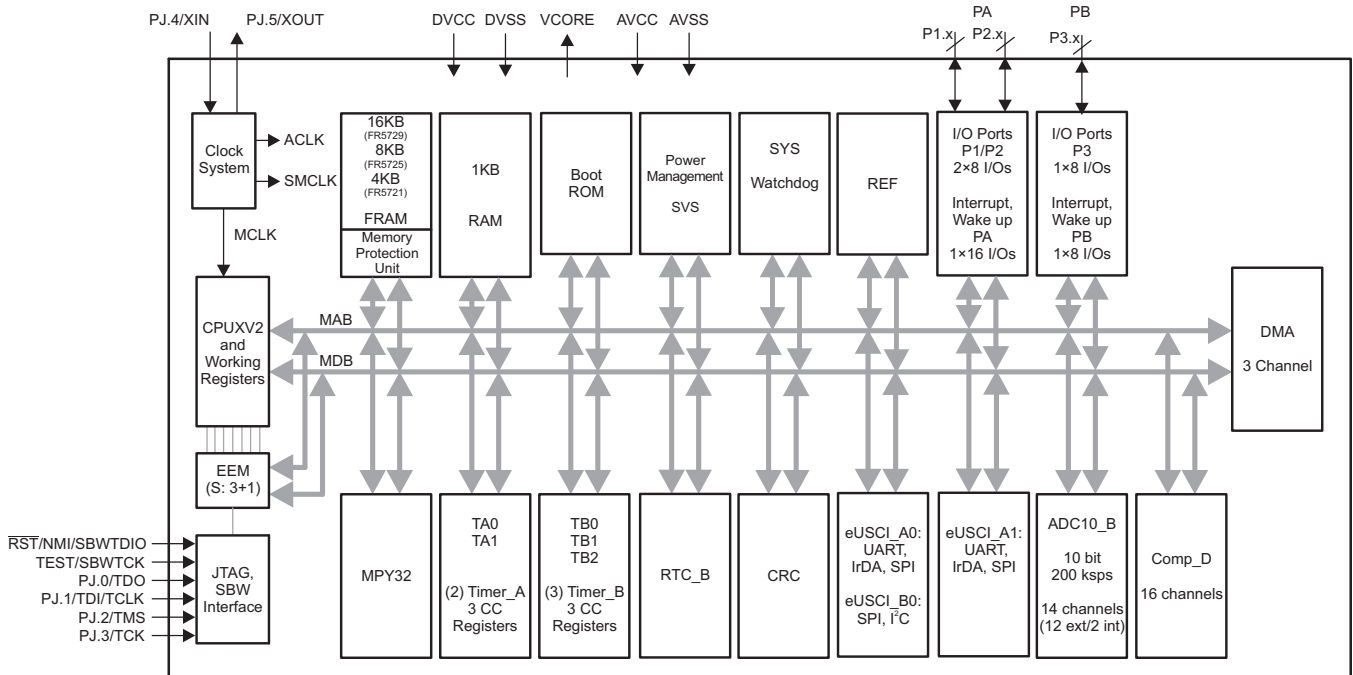 PJ.4/XIN
PJ.5/XOUT
DVCC
DVSS
VCORE
AVCC
AVSS
PA
P1.x
P2.x
PB
P3.x
Clock
System
ACLK
SMCLK
MCLK
16KB
(FR5729)
8KB
(FR5725)
4KB
(FR5721)
FRAM
Memory
Protection
Unit
1KB
RAM
Boot
ROM
Power
Management
SVS
SYS
Watchdog
REF
I/O Ports
P1/P2
2×8 I/Os
Interrupt,
Wake up
PA
1×16 I/Os
I/O Ports
P3
1×8 I/Os
Interrupt,
Wake up
PB
1×8 I/Os
CPUXV2
and
Working
Registers
MAB
MDB
DMA
3 Channel
EEM
(S: 3+1)
RST/NMI/SBWTDIO
TEST/SBWTCK
PJ.0/TDO
PJ.1/TDI/TCLK
PJ.2/TMS
PJ.3/TCK
JTAG,
SBW
Interface
MPY32
TA0
TA1
(2) Timer_A
3 CC
Registers
TB0
TB1
TB2
(3) Timer_B
3 CC
Registers
RTC_B
CRC
eUSCI_A0:
UART,
IrDA, SPI
eUSCI_B0:
SPI, I²C
eUSCI_A1:
UART,
IrDA, SPI
ADC10_B
10 bit
200 ksps
14 channels
(12 ext/2 int)
Comp_D
16 channels